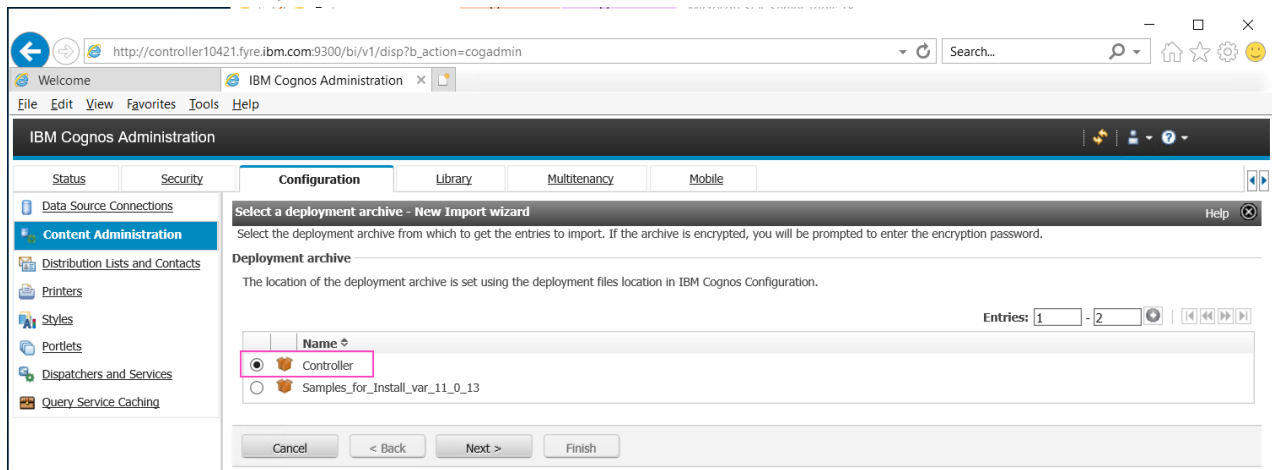 http://controller10421.fyre.ibm.com:9300/bi/v1/disp?b_action=cogadmin
Search...
Welcome
IBM Cognos Administration
File Edit View Favorites Tools Help
IBM Cognos Administration
Status Security Configuration Library Multitenancy Mobile
Data Source Connections
Select a deployment archive - New Import wizard Help
Content Administration
Select the deployment archive from which to get the entries to import. If the archive is encrypted, you will be prompted to enter the encryption password.
Distribution Lists and Contacts
Deployment archive
The location of the deployment archive is set using the deployment files location in IBM Cognos Configuration.
Printers
Styles
Entries: 1 - 2
Portlets
Name
Dispatchers and Services
Controller
Query Service Caching
Samples_for_Install_var_11_0_13
Cancel < Back Next > Finish